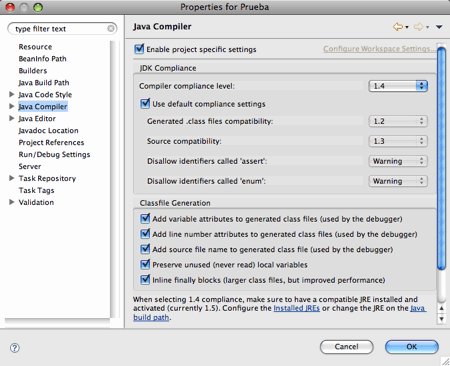 Properties for Prueba
type filter text
Resource
BeanInfo Path
Builders
Java Build Path
Java Code Style
Java Compiler
Java Editor
Javadoc Location
Project References
Run/Debug Settings
Server
Task Repository
Task Tags
Validation
Java Compiler
Enable project specific settings
Configure Workspace Settings...
JDK Compliance
Compiler compliance level: 1.4
Use default compliance settings
Generated .class files compatibility: 1.2
Source compatibility: 1.3
Disallow identifiers called 'assert': Warning
Disallow identifiers called 'enum': Warning
Classfile Generation
Add variable attributes to generated class files (used by the debugger)
Add line number attributes to generated class files (used by the debugger)
Add source file name to generated class file (used by the debugger)
Preserve unused (never read) local variables
Inline finally blocks (larger class files, but improved performance)
When selecting 1.4 compliance, make sure to have a compatible JRE installed and
activated (currently 1.5). Configure the Installed JREs or change the JRE on the Java
build path.
?
Cancel
OK